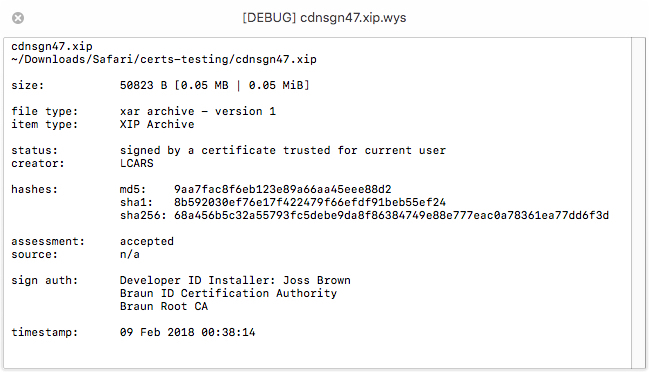 [DEBUG] cdnsgn47.xip.wys
cdnsgn47.xip
~/Downloads/Safari/certs-testing/cdnsgn47.xip
size: 50823 B [0.05 MB | 0.05 MiB]
file type: xar archive - version 1
item type: XIP Archive
status: signed by a certificate trusted for current user
creator: LCARS
hashes: md5: 9aa7fac8f6eb123e89a66aa45eee88d2
sha1: 8b592030ef76e17f422479f66efdf91beb55ef24
sha256: 68a456b5c32a55793fc5debe9da8f86384749e88e777eac0a78361ea77dd6f3d
assessment: accepted
source: n/a
sign auth: Developer ID Installer: Joss Brown
Braun ID Certification Authority
Braun Root CA
timestamp: 09 Feb 2018 00:38:14